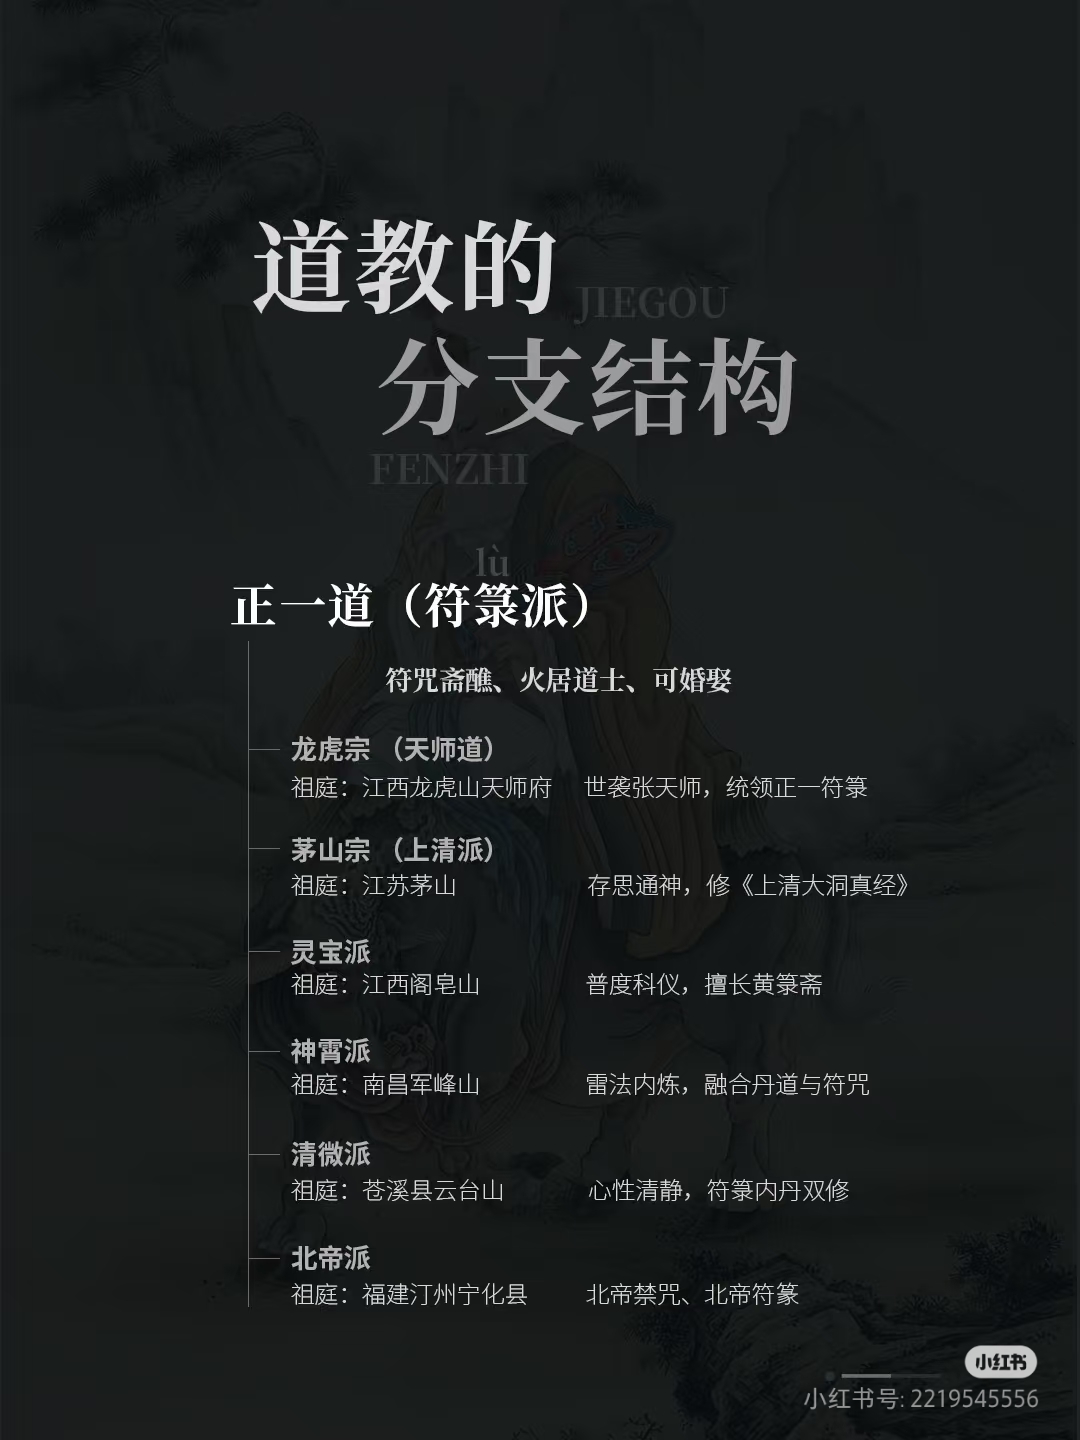 道教的
JIEGOU
分支结构
FENZHI
lù
正一道（符箓派）
符咒斋醮、火居道士、可婚娶
龙虎宗 （天师道）
祖庭：江西龙虎山天师府 世袭张天师，统领正一符箓
茅山宗 （上清派）
祖庭：江苏茅山 存思通神，修《上清大洞真经》
灵宝派
祖庭：江西阁皂山 普度科仪，擅长黄箓斋
神霄派
祖庭：南昌军峰山 雷法内炼，融合丹道与符咒
清微派
祖庭：苍溪县云台山 心性清静，符箓内丹双修
北帝派
祖庭：福建汀州宁化县 北帝禁咒、北帝符篆
小红书
小红书号: 2219545556